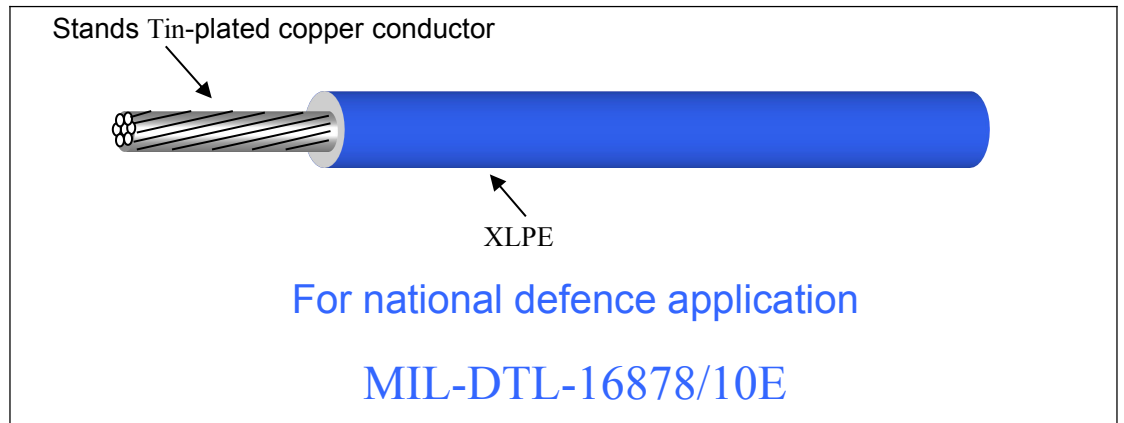 Stands Tin-plated copper conductor
XLPE
For national defence application
MIL-DTL-16878/10E